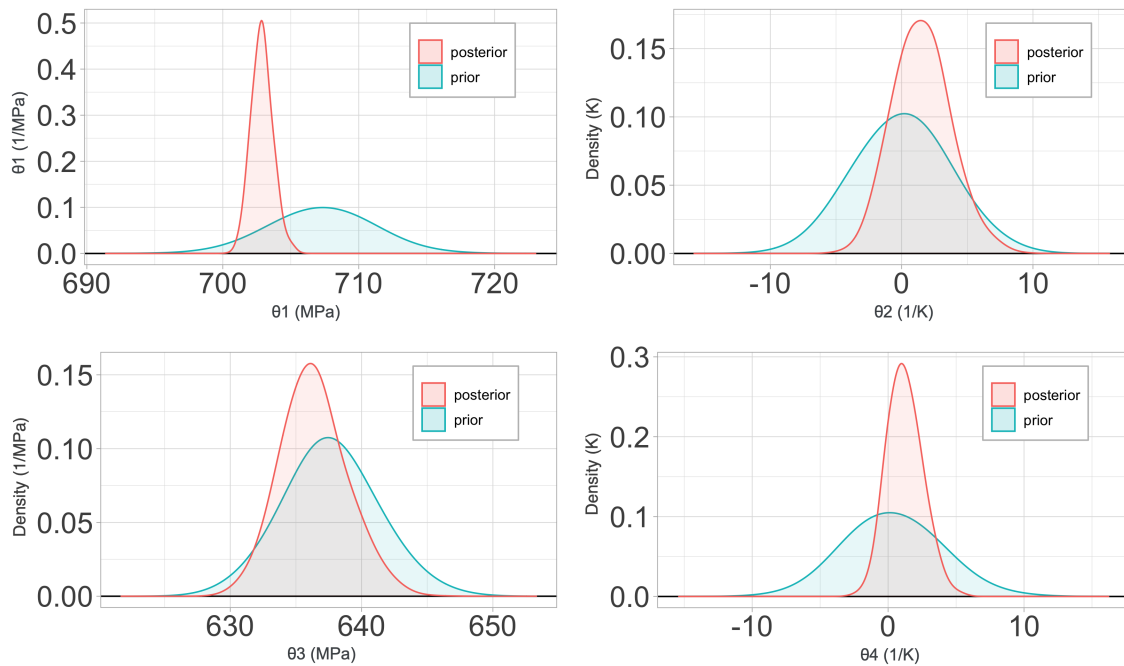 θ1 (1/MPa)
0.5
0.4
0.3
0.2
0.1
0.0
690
700
710
720
θ1 (MPa)
posterior
prior
Density (K)
0.15
0.10
0.05
0.00
-10
0
10
θ2 (1/K)
posterior
prior
Density (1/MPa)
0.15
0.10
0.05
0.00
630
640
650
θ3 (MPa)
posterior
prior
Density (K)
0.3
0.2
0.1
0.0
-10
0
10
θ4 (1/K)
posterior
prior